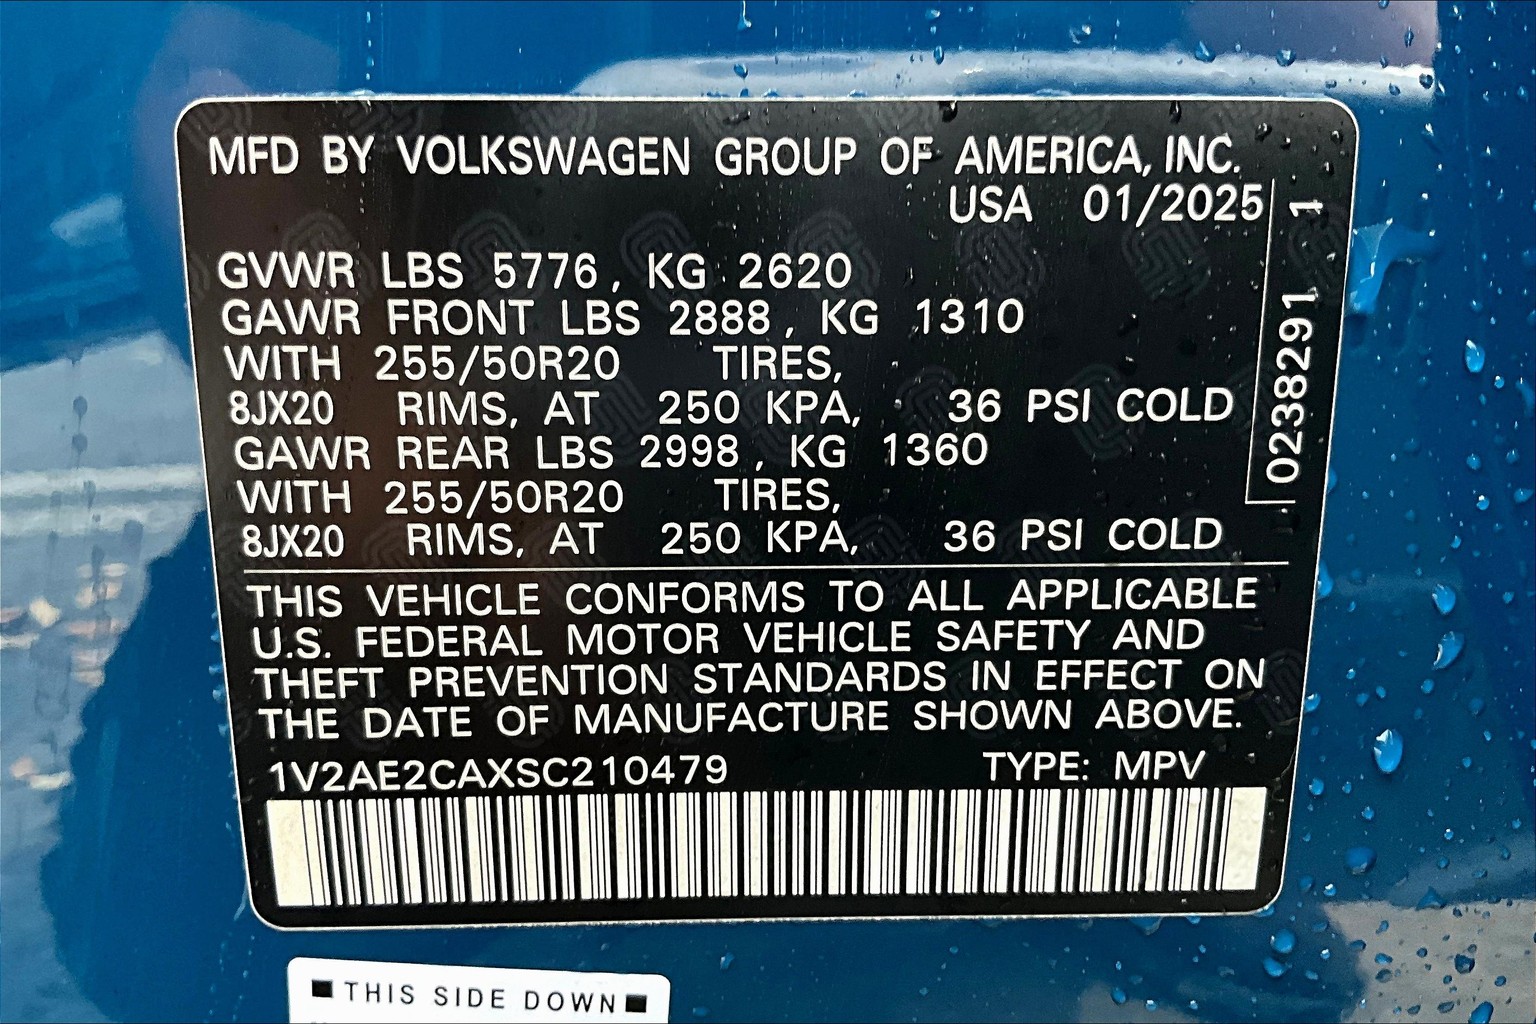 MFD BY VOLKSWAGEN GROUP OF AMERICA, INC.
USA 01/2025
GVWR LBS 5776, KG 2620
GAWR FRONT LBS 2888, KG 1310
WITH 255/50R20 TIRES,
8JX20 RIMS, AT 250 KPA, 36 PSI COLD
GAWR REAR LBS 2998, KG 1360
WITH 255/50R20 TIRES,
8JX20 RIMS, AT 250 KPA, 36 PSI COLD
0238291 1
THIS VEHICLE CONFORMS TO ALL APPLICABLE
U.S. FEDERAL MOTOR VEHICLE SAFETY AND
THEFT PREVENTION STANDARDS IN EFFECT ON
THE DATE OF MANUFACTURE SHOWN ABOVE.
1V2AE2CAXSC210479 TYPE: MPV
THIS SIDE DOWN